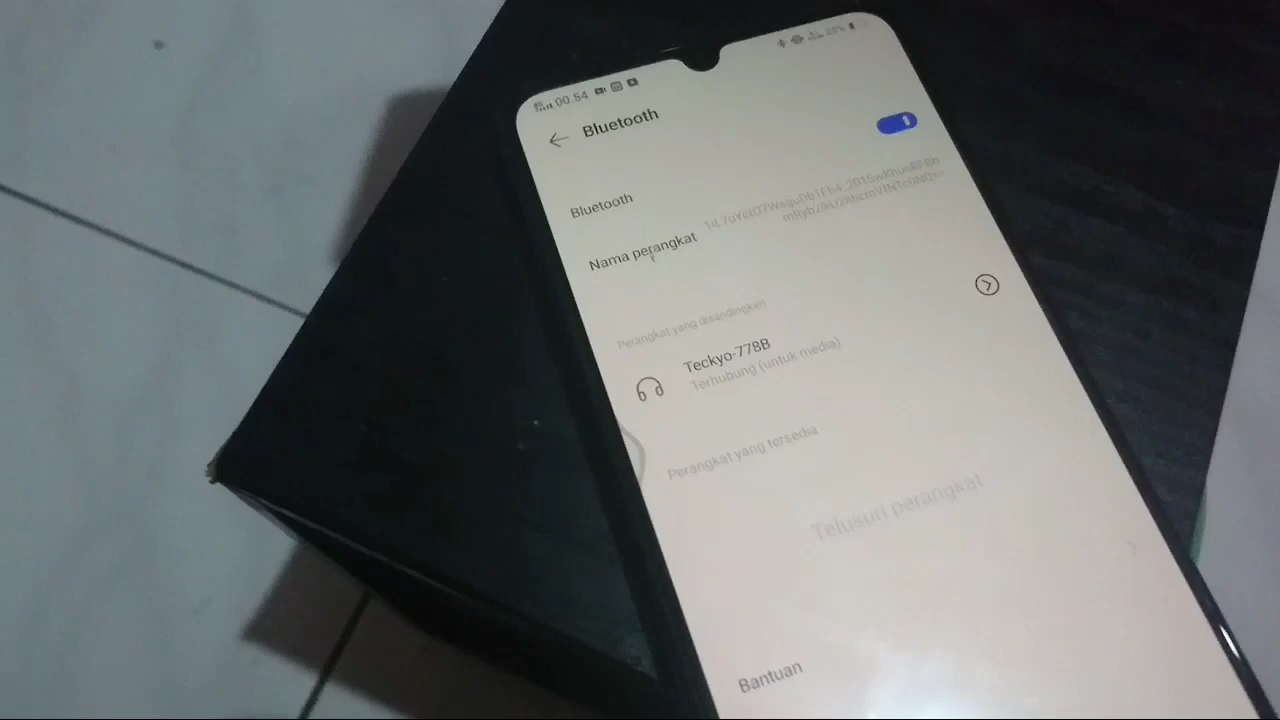 00.54
29%
Bluetooth
Bluetooth
Nama perangkat
Perangkat yang disandingkan
Teckyo-778B
Terhubung (untuk media)
Perangkat yang tersedia
Telusuri perangkat
Bantuan